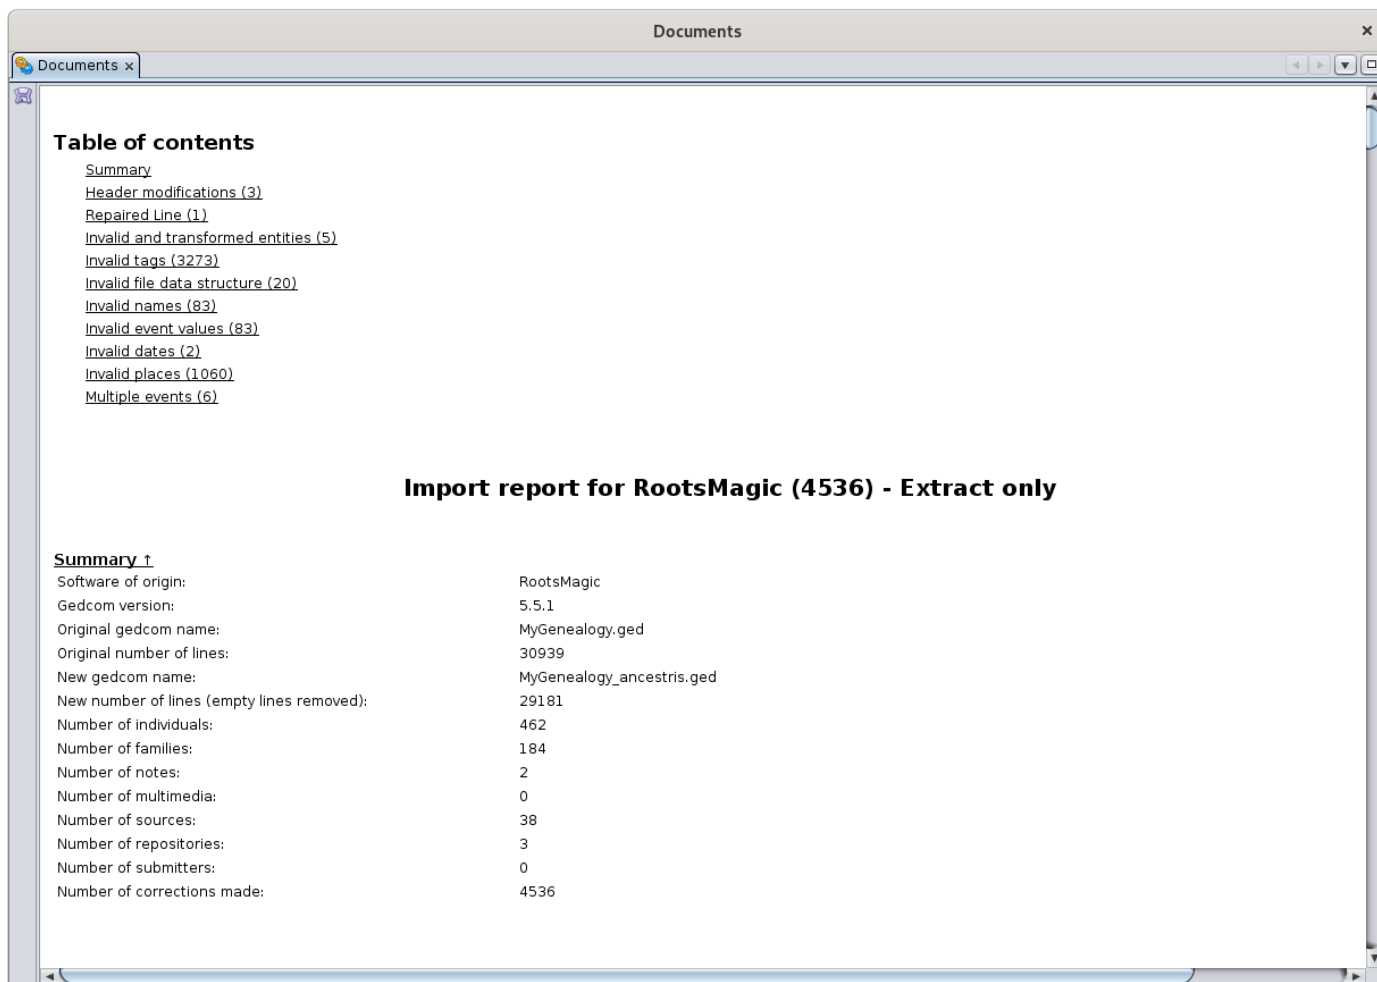 Documents
Documents
Table of contents
Summary
Header modifications (3)
Repaired Line (1)
Invalid and transformed entities (5)
Invalid tags (3273)
Invalid file data structure (20)
Invalid names (83)
Invalid event values (83)
Invalid dates (2)
Invalid places (1060)
Multiple events (6)
Import report for RootsMagic (4536) - Extract only
Summary ↑
Software of origin: RootsMagic
Gedcom version: 5.5.1
Original gedcom name: MyGenealogy.ged
Original number of lines: 30939
New gedcom name: MyGenealogy_ancestris.ged
New number of lines (empty lines removed): 29181
Number of individuals: 462
Number of families: 184
Number of notes: 2
Number of multimedia: 0
Number of sources: 38
Number of repositories: 3
Number of submitters: 0
Number of corrections made: 4536